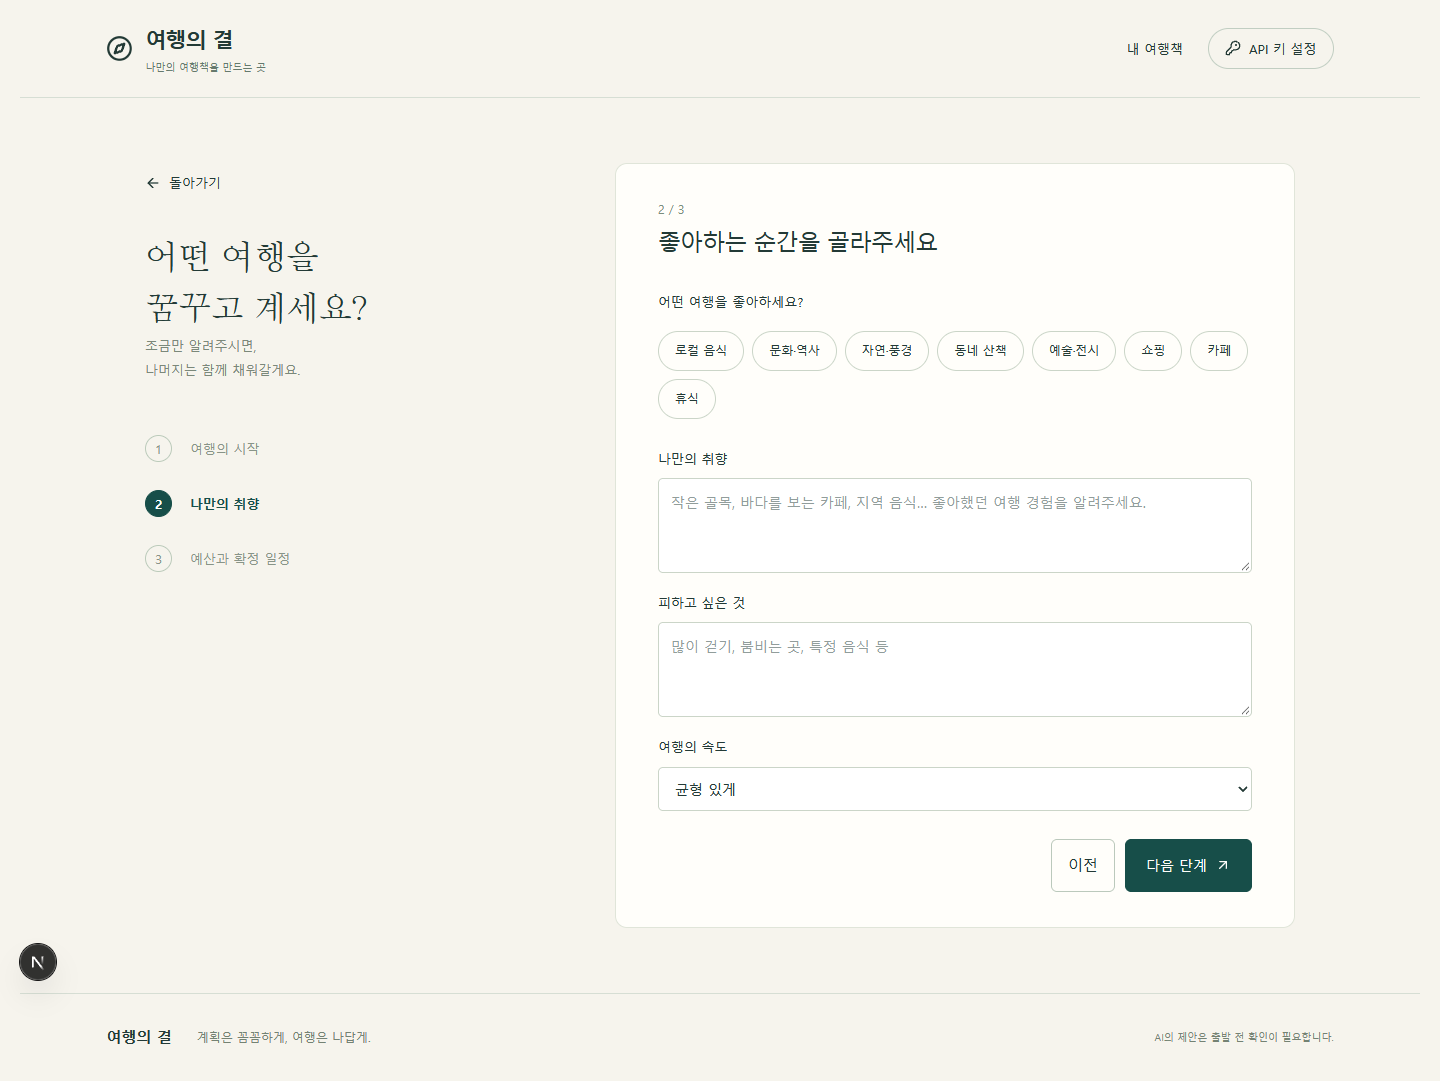 여행의 결
나만의 여행책을 만드는 곳
내 여행책
API 키 설정
돌아가기
어떤 여행을
꿈꾸고 계세요?
조금만 알려주시면,
나머지는 함께 채워갈게요.
1 여행의 시작
2 나만의 취향
3 예산과 확정 일정
2 / 3
좋아하는 순간을 골라주세요
어떤 여행을 좋아하세요?
로컬 음식 문화·역사 자연·풍경 동네 산책 예술·전시 쇼핑 카페
휴식
나만의 취향
작은 골목, 바다를 보는 카페, 지역 음식... 좋아했던 여행 경험을 알려주세요.
피하고 싶은 것
많이 걷기, 붐비는 곳, 특정 음식 등
여행의 속도
균형 있게
이전 다음 단계
N
여행의 결 계획은 꼼꼼하게, 여행은 나답게.
AI의 제안은 출발 전 확인이 필요합니다.